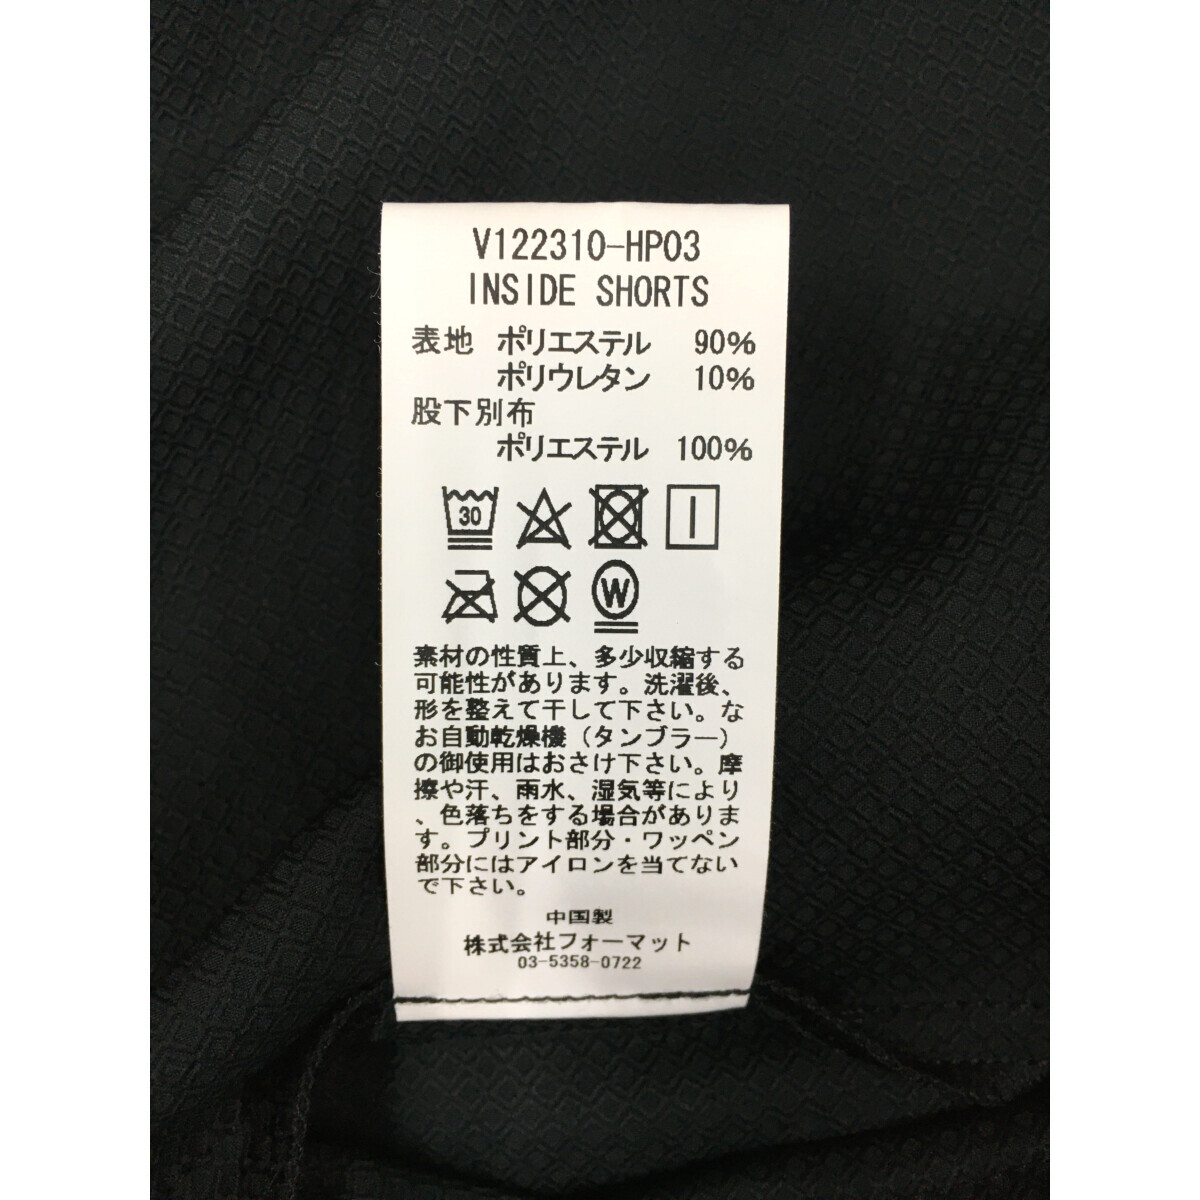 V122310-HP03
INSIDE SHORTS
表地 ポリエステル 90%
ポリウレタン 10%
股下別布
ポリエステル 100%
30
W
素材の性質上、多少収縮する
可能性があります。洗濯後、
形を整えて干して下さい。な
お自動乾燥機(タンブラー)
の御使用はおさけ下さい。摩
擦や汗、雨水、湿気等により
、色落ちをする場合がありま
す。プリント部分・ワッペン
部分にはアイロンを当てない
で下さい。
中国製
株式会社フォーマット
03-5358-0722